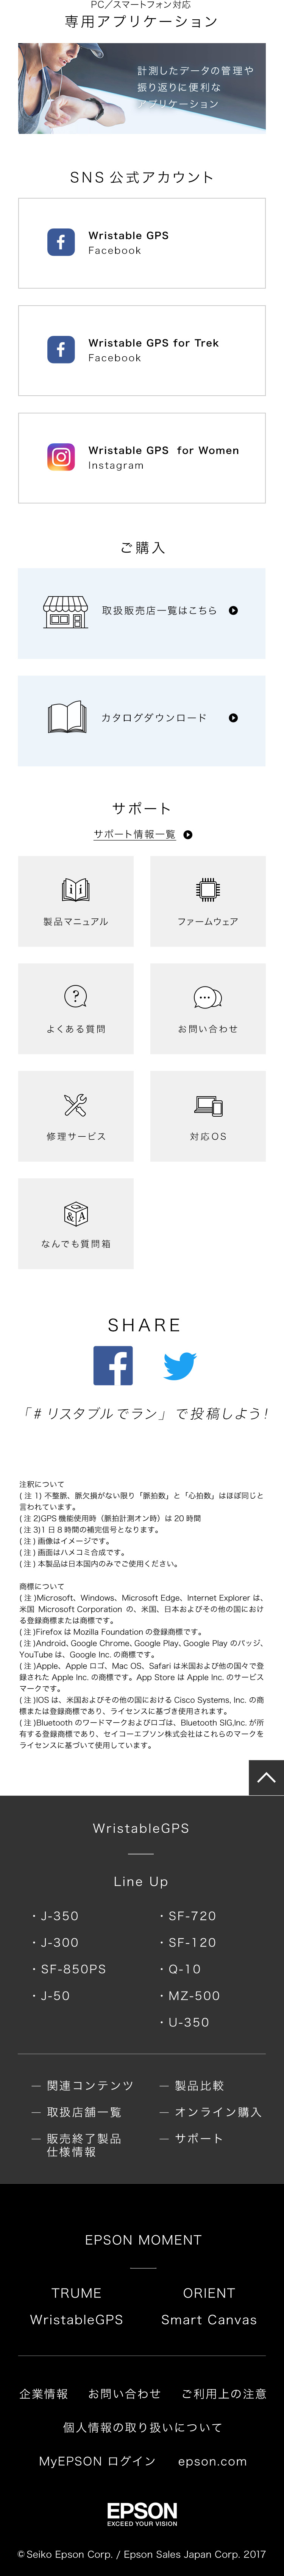 PC／スマートフォン対応
専用アプリケーション
計測したデータの管理や
振り返りに便利な
アプリケーション
SNS公式アカウント
Wristable GPS
Facebook
Wristable GPS for Trek
Facebook
Wristable GPS for Women
Instagram
ご購入
取扱販売店一覧はこちら
カタログダウンロード
サポート
サポート情報一覧
製品マニュアル
ファームウェア
よくある質問
お問い合わせ
修理サービス
対応OS
&A
なんでも質問箱
SHARE
「#リスタブルでラン」で投稿しよう!
注釈について
(注1)不整脈、脈欠損がない限り「脈拍数」と「心拍数」はほぼ同じと
言われています。
(注2)GPS機能使用時（脈拍計測オン時）は20時間
(注3)1日8時間の補完信号となります。
(注)画像はイメージです。
(注)画面はハメコミ合成です。
(注)本製品は日本国内のみでご使用ください。
商標について
(注)Microsoft、Windows、Microsoft Edge、Internet Explorer は、
米国 Microsoft Corporation の、米国、日本およびその他の国におけ
る登録商標または商標です。
(注)Firefox は Mozilla Foundation の登録商標です。
(注)Android、Google Chrome、Google Play、Google Play のバッジ、
YouTube は、Google Inc. の商標です。
(注)Apple、Apple ロゴ、Mac OS、Safari は米国および他の国々で登
録された Apple Inc. の商標です。App Store は Apple Inc. のサービス
マークです。
(注)IOS は、米国およびその他の国における Cisco Systems, Inc. の商
標または登録商標であり、ライセンスに基づき使用されます。
(注)Bluetooth のワードマークおよびロゴは、Bluetooth SIG,Inc. が所
有する登録商標であり、セイコーエプソン株式会社はこれらのマークを
ライセンスに基づいて使用しています。
WristableGPS
Line Up
・J-350
・SF-720
・J-300
・SF-120
・SF-850PS
・Q-10
・J-50
・MZ-500
・U-350
— 関連コンテンツ
— 製品比較
— 取扱店舗一覧
— オンライン購入
— 販売終了製品
仕様情報
— サポート
EPSON MOMENT
TRUME
ORIENT
WristableGPS
Smart Canvas
企業情報
お問い合わせ
ご利用上の注意
個人情報の取り扱いについて
MyEPSON ログイン
epson.com
EPSON
EXCEED YOUR VISION
©Seiko Epson Corp. / Epson Sales Japan Corp. 2017